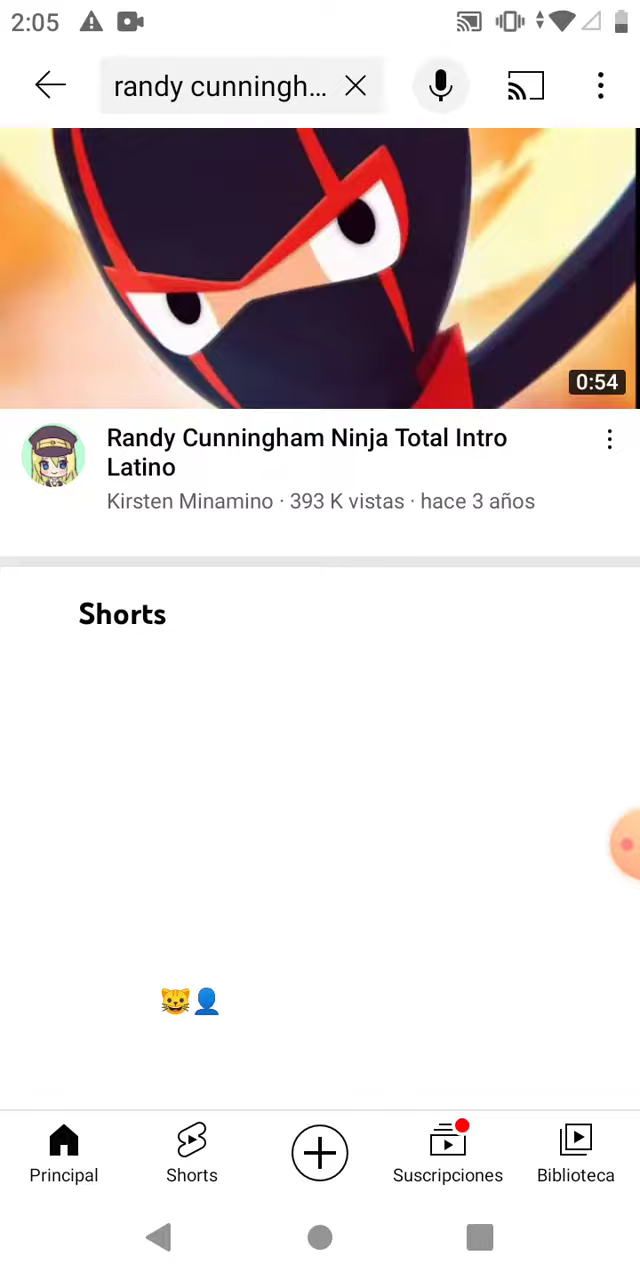 2:05
randy cunningh...
0:54
Randy Cunningham Ninja Total Intro
Latino
Kirsten Minamino · 393 K vistas · hace 3 años
Shorts
😺👤
Principal
Shorts
Suscripciones
Biblioteca